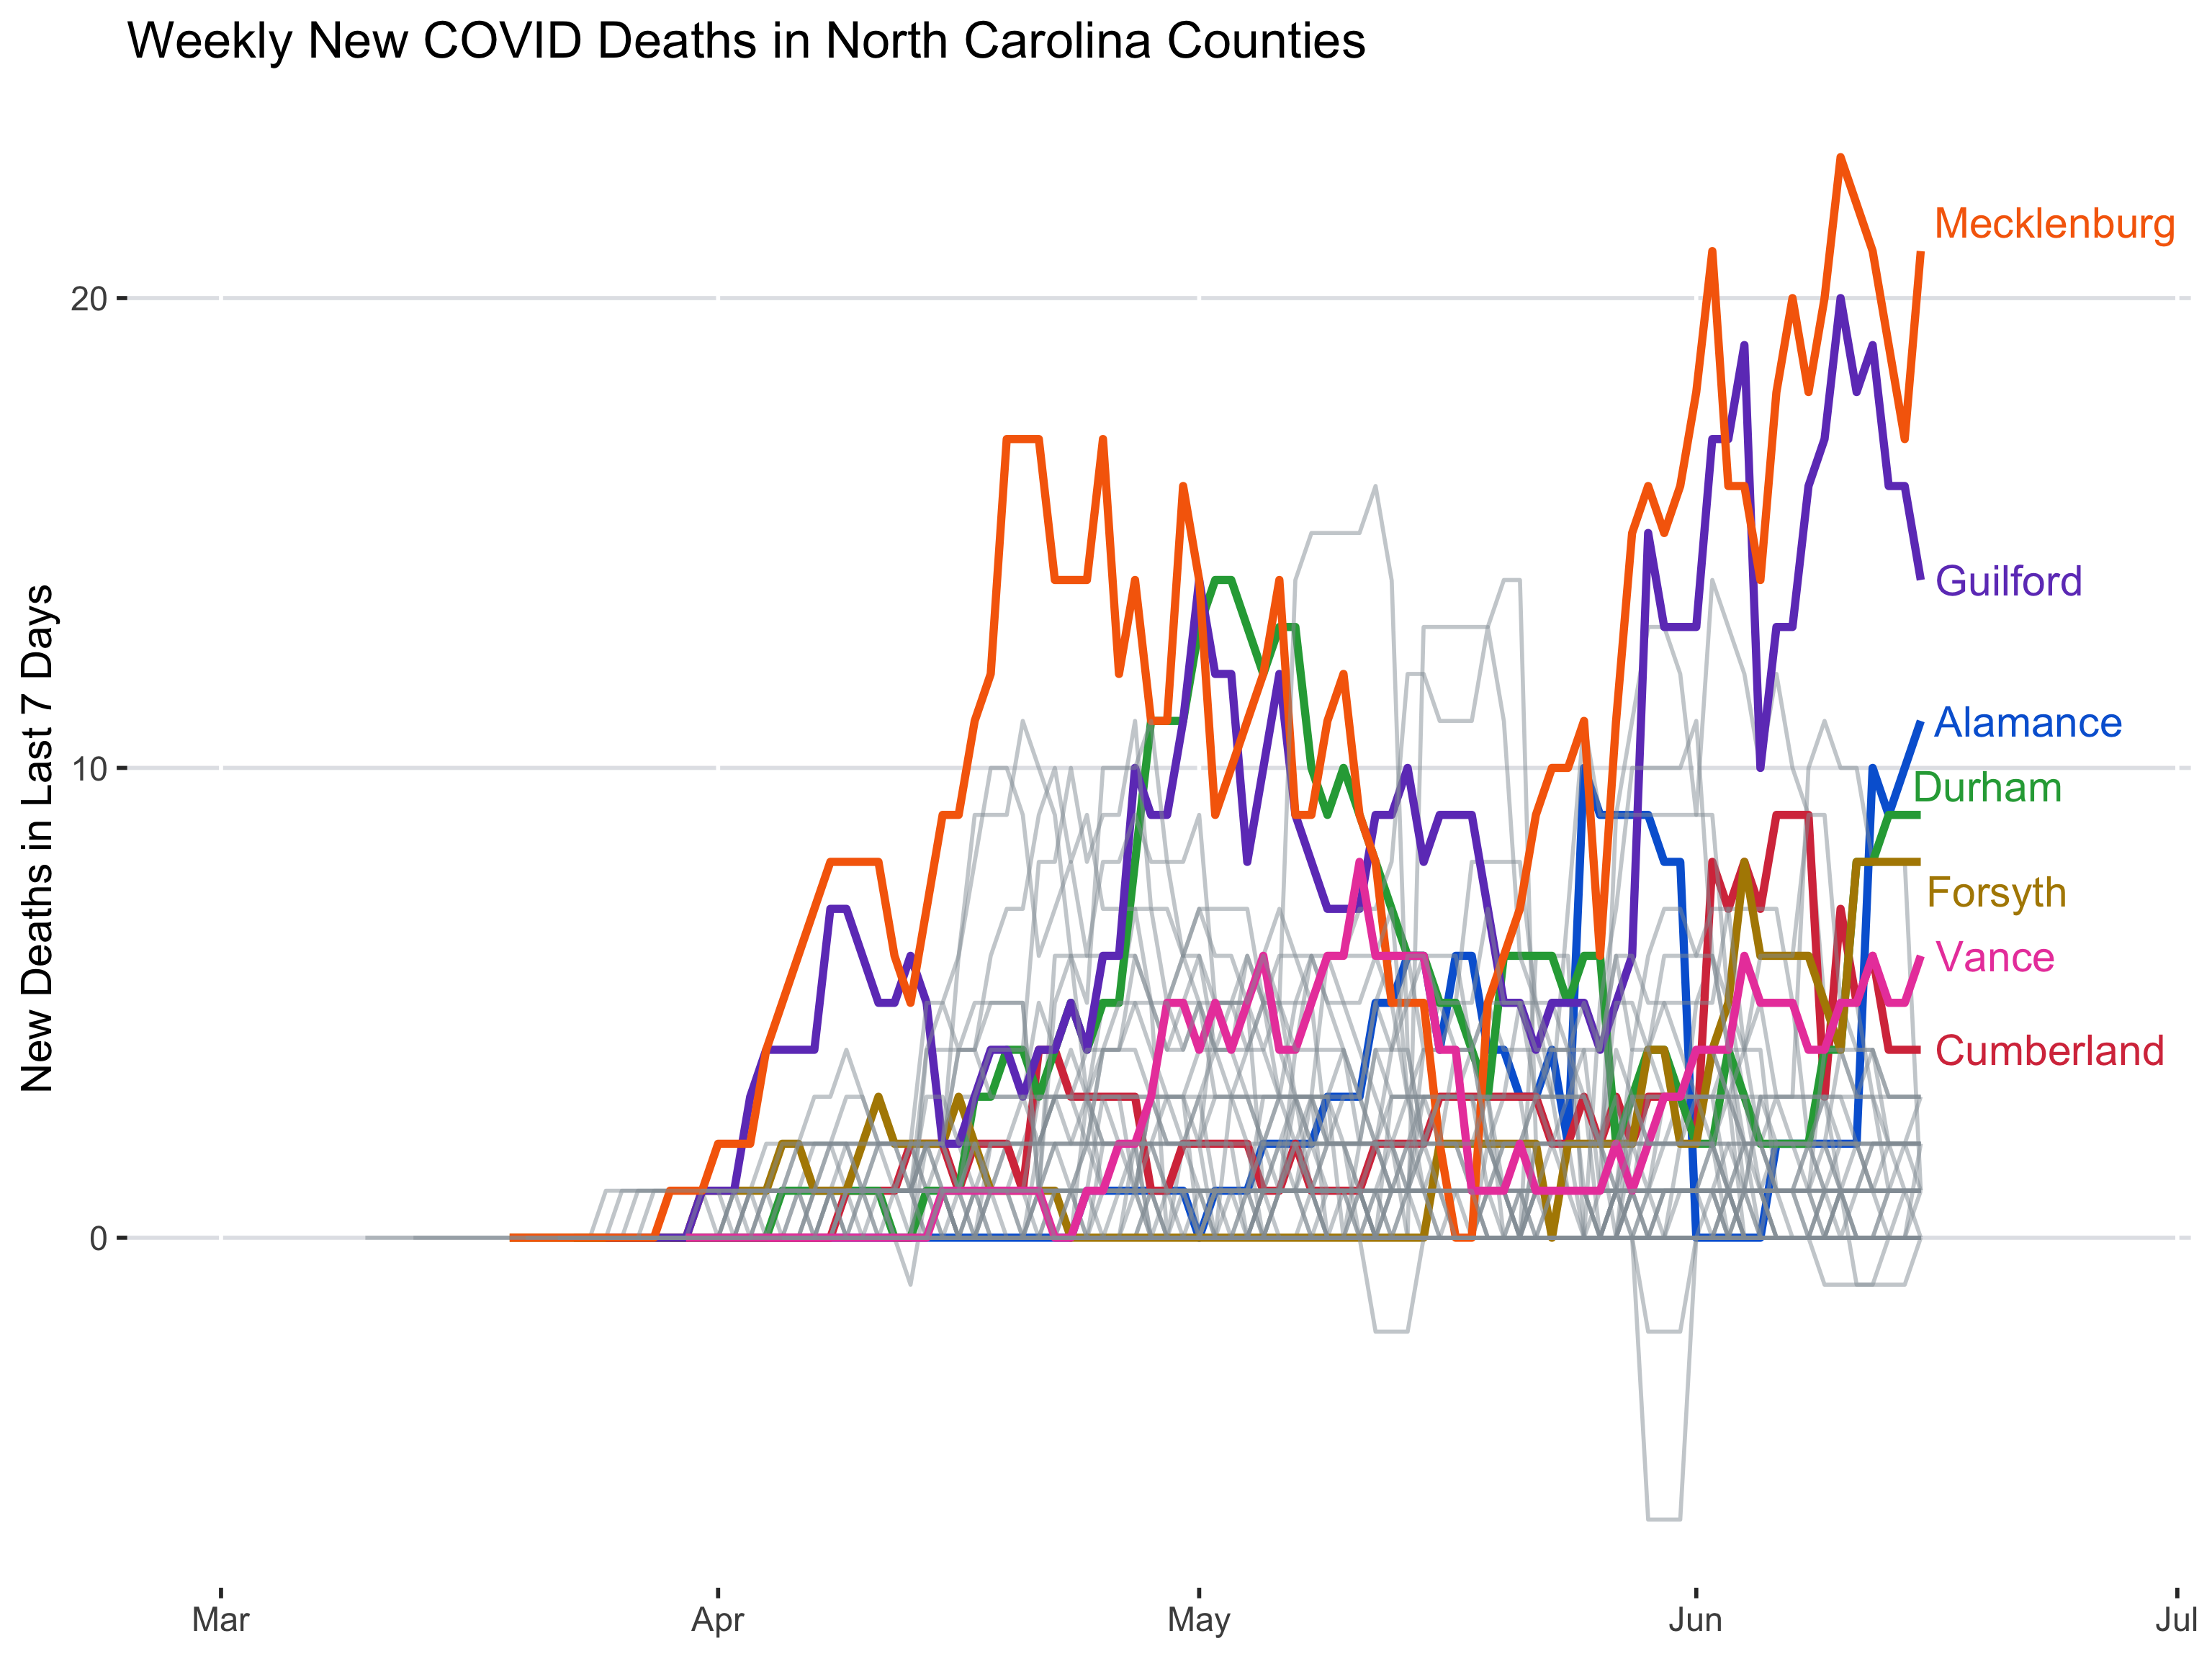 Weekly New COVID Deaths in North Carolina Counties
New Deaths in Last 7 Days
20
10
0
Mecklenburg
Guilford
Alamance
Durham
Forsyth
Vance
Cumberland
Mar
Apr
May
Jun
Jul